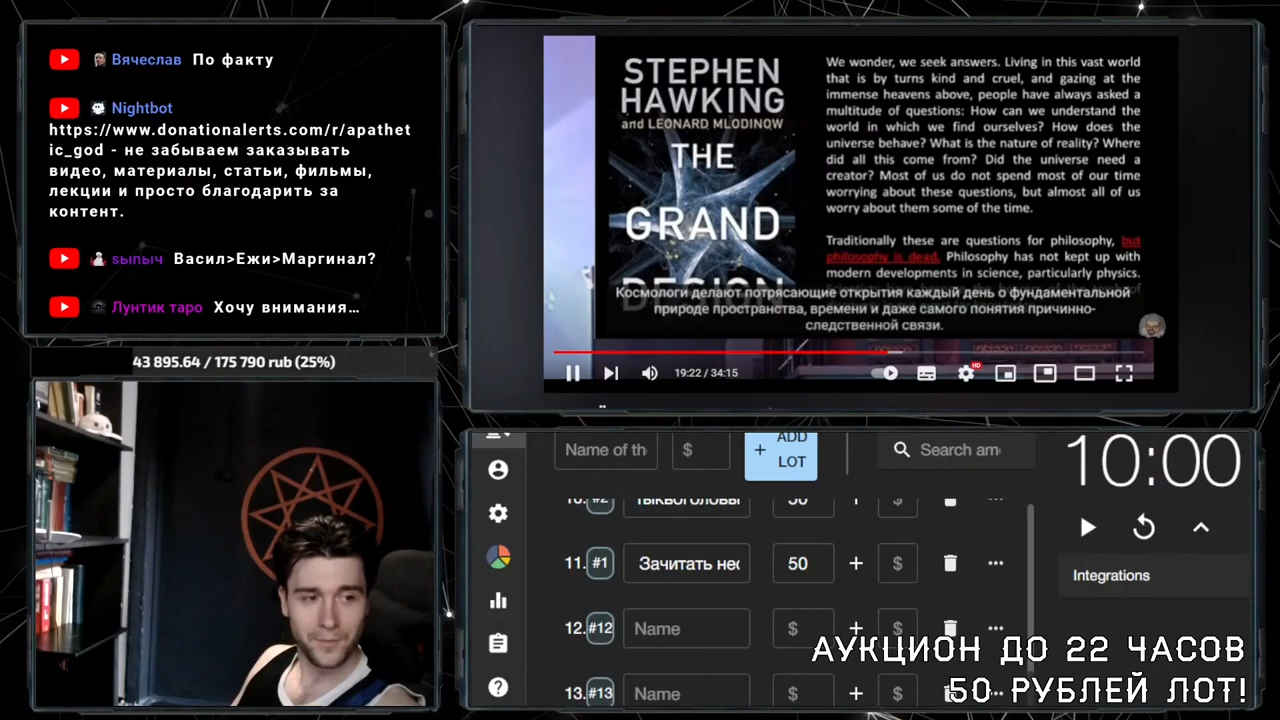 Вячеслав По факту
Nightbot
https://www.donationalerts.com/r/apathet
ic_god - не забываем заказывать
видео, материалы, статьи, фильмы,
лекции и просто благодарить за
контент.
зыпыч Васил>Ежи>Маргинал?
Лунтик таро Хочу внимания…
43 895.64 / 175 790 rub (25%)
STEPHEN
HAWKING
and LEONARD MLODINOW
THE
GRAND
DESIGN
We wonder, we seek answers. Living in this vast world
that is by turns kind and cruel, and gazing at the
immense heavens above, people have always asked a
multitude of questions: How can we understand the
world in which we find ourselves? How does the
universe behave? What is the nature of reality? Where
did all this come from? Did the universe need a
creator? Most of us do not spend most of our time
worrying about these questions, but almost all of us
worry about them some of the time.
Traditionally these are questions for philosophy, but
philosophy is dead. Philosophy has not kept up with
modern developments in science, particularly physics.
Космологи делают потрясающие открытия каждый день о фундаментальной
природе пространства, времени и даже самого понятия причинно-
следственной связи.
19:22 / 34:15
HD
Name of th
$
+ ADD
LOT
Search am
10:00
10. #2 тыквоголовы 50 + $
11. #1 Зачитать нес 50 + $
12. #12 Name $ + $
13. #13 Name $ + $
Integrations
АУКЦИОН ДО 22 ЧАСОВ
50 РУБЛЕЙ ЛОТ!